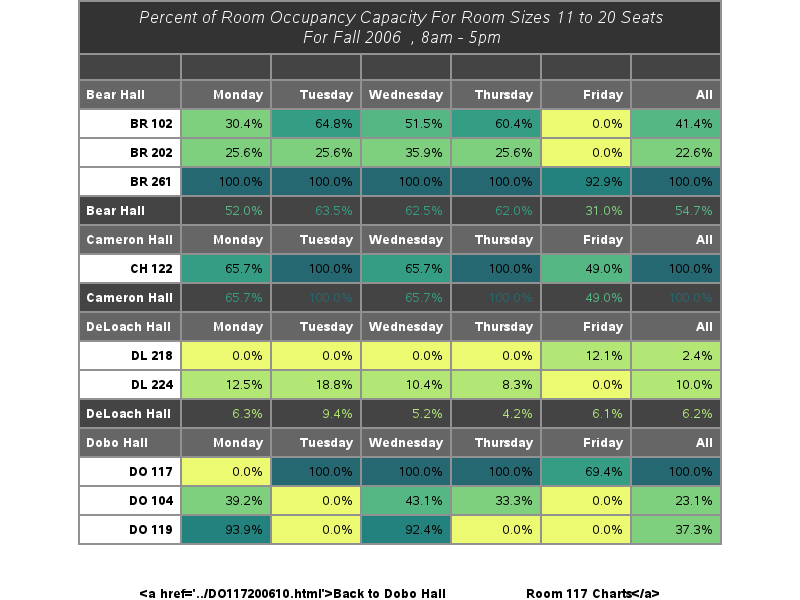 Percent of Room Occupancy Capacity For Room Sizes 11 to 20 Seats
For Fall 2006 , 8am - 5pm
Bear Hall Monday Tuesday Wednesday Thursday Friday All
BR 102 30.4% 64.8% 51.5% 60.4% 0.0% 41.4%
BR 202 25.6% 25.6% 35.9% 25.6% 0.0% 22.6%
BR 261 100.0% 100.0% 100.0% 100.0% 92.9% 100.0%
Bear Hall 52.0% 63.5% 62.5% 62.0% 31.0% 54.7%
Cameron Hall Monday Tuesday Wednesday Thursday Friday All
CH 122 65.7% 100.0% 65.7% 100.0% 49.0% 100.0%
Cameron Hall 65.7% 100.0% 65.7% 100.0% 49.0% 100.0%
DeLoach Hall Monday Tuesday Wednesday Thursday Friday All
DL 218 0.0% 0.0% 0.0% 0.0% 12.1% 2.4%
DL 224 12.5% 18.8% 10.4% 8.3% 0.0% 10.0%
DeLoach Hall 6.3% 9.4% 5.2% 4.2% 6.1% 6.2%
Dobo Hall Monday Tuesday Wednesday Thursday Friday All
DO 117 0.0% 100.0% 100.0% 100.0% 69.4% 100.0%
DO 104 39.2% 0.0% 43.1% 33.3% 0.0% 23.1%
DO 119 93.9% 0.0% 92.4% 0.0% 0.0% 37.3%
<a href='../DO117200610.html'>Back to Dobo Hall Room 117 Charts</a>